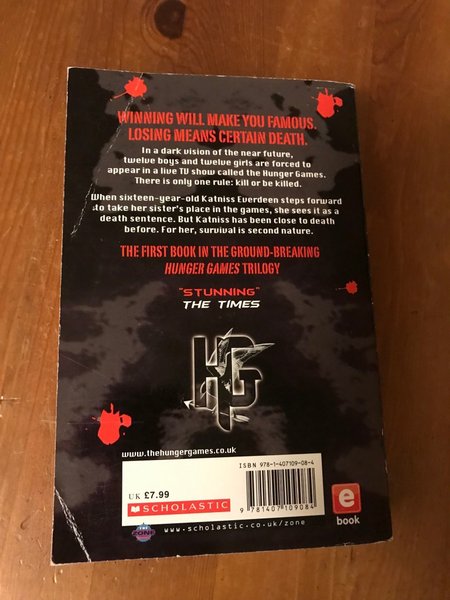 WINNING WILL MAKE YOU FAMOUS.
LOSING MEANS CERTAIN DEATH.
In a dark vision of the near future,
twelve boys and twelve girls are forced to
appear in a live TV show called the Hunger Games.
There is only one rule: kill or be killed.
When sixteen-year-old Katniss Everdeen steps forward
to take her sister's place in the games, she sees it as a
death sentence. But Katniss has been close to death
before. For her, survival is second nature.
THE FIRST BOOK IN THE GROUND-BREAKING
HUNGER GAMES TRILOGY
"STUNNING"
THE TIMES
HG
www.thehungergames.co.uk
ISBN 978-1-407109-08-4
UK £7.99
SCHOLASTIC
9 781407 109084
e
book
ZONE
www.scholastic.co.uk/zone